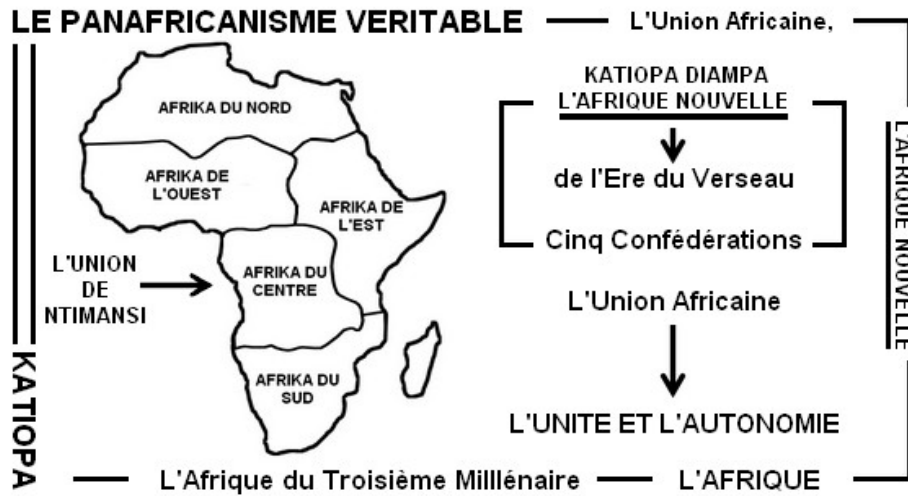 LE PANAFRICANISME VERITABLE
L'Union Africaine,
KATIOPA DIAMPA
L'AFRIQUE NOUVELLE
de l'Ere du Verseau
Cinq Confédérations
L'Union Africaine
L'UNITE ET L'AUTONOMIE
L'AFRIQUE NOUVELLE
AFRIKA DU NORD
AFRIKA DE
L'OUEST
AFRIKA DE
L'EST
AFRIKA DU
CENTRE
AFRIKA DU
SUD
L'UNION
DE
NTIMANSI
KATIOPA
L'Afrique du Troisième Milllénaire
L'AFRIQUE